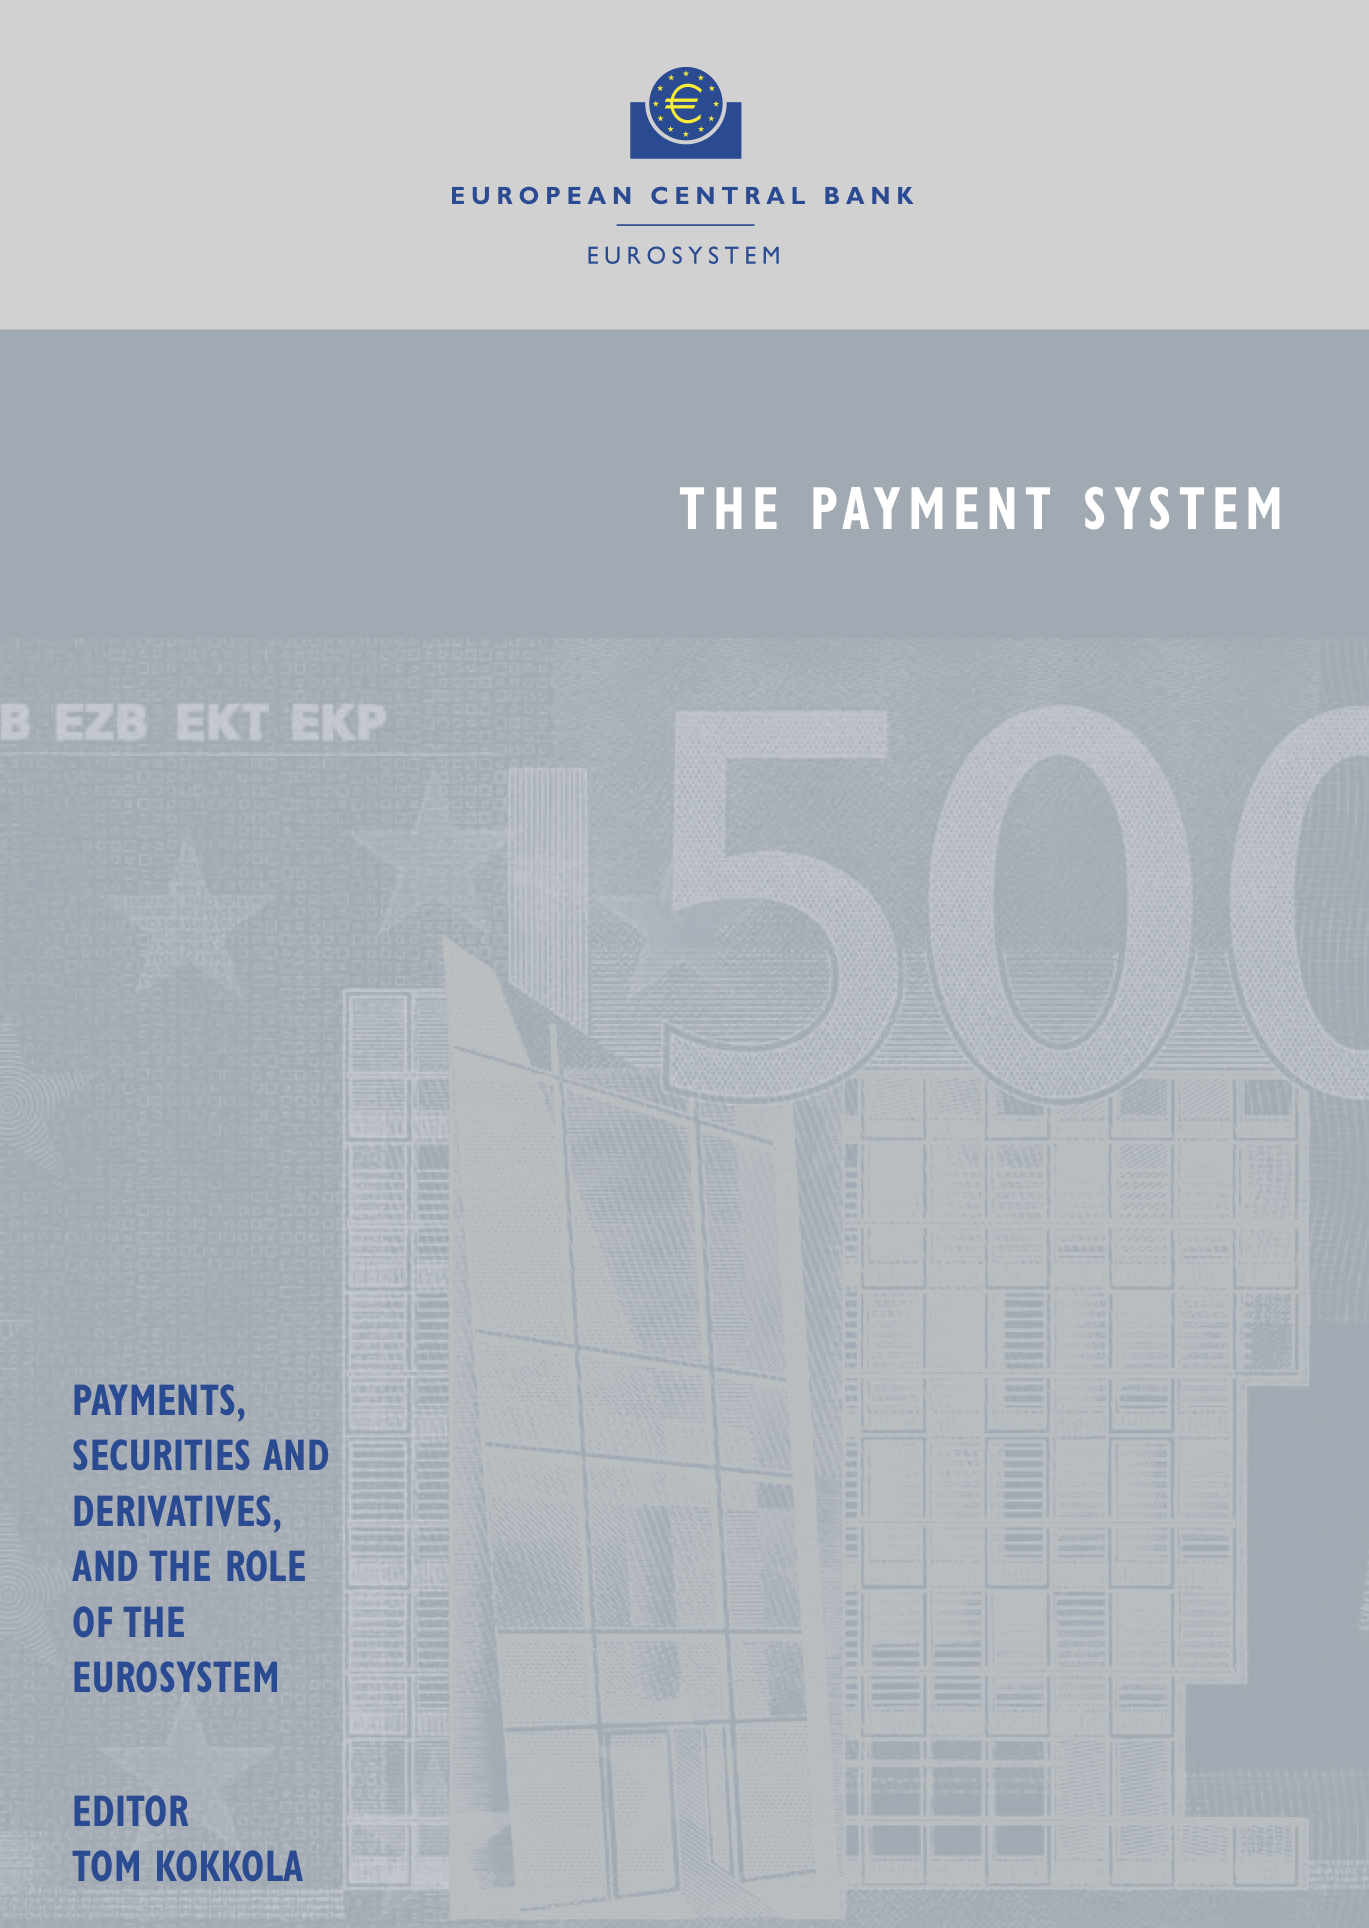 €
EUROPEAN CENTRAL BANK
EUROSYSTEM
THE PAYMENT SYSTEM
B EZB EKT EKP
500
PAYMENTS,
SECURITIES AND
DERIVATIVES,
AND THE ROLE
OF THE
EUROSYSTEM
EDITOR
TOM KOKKOLA